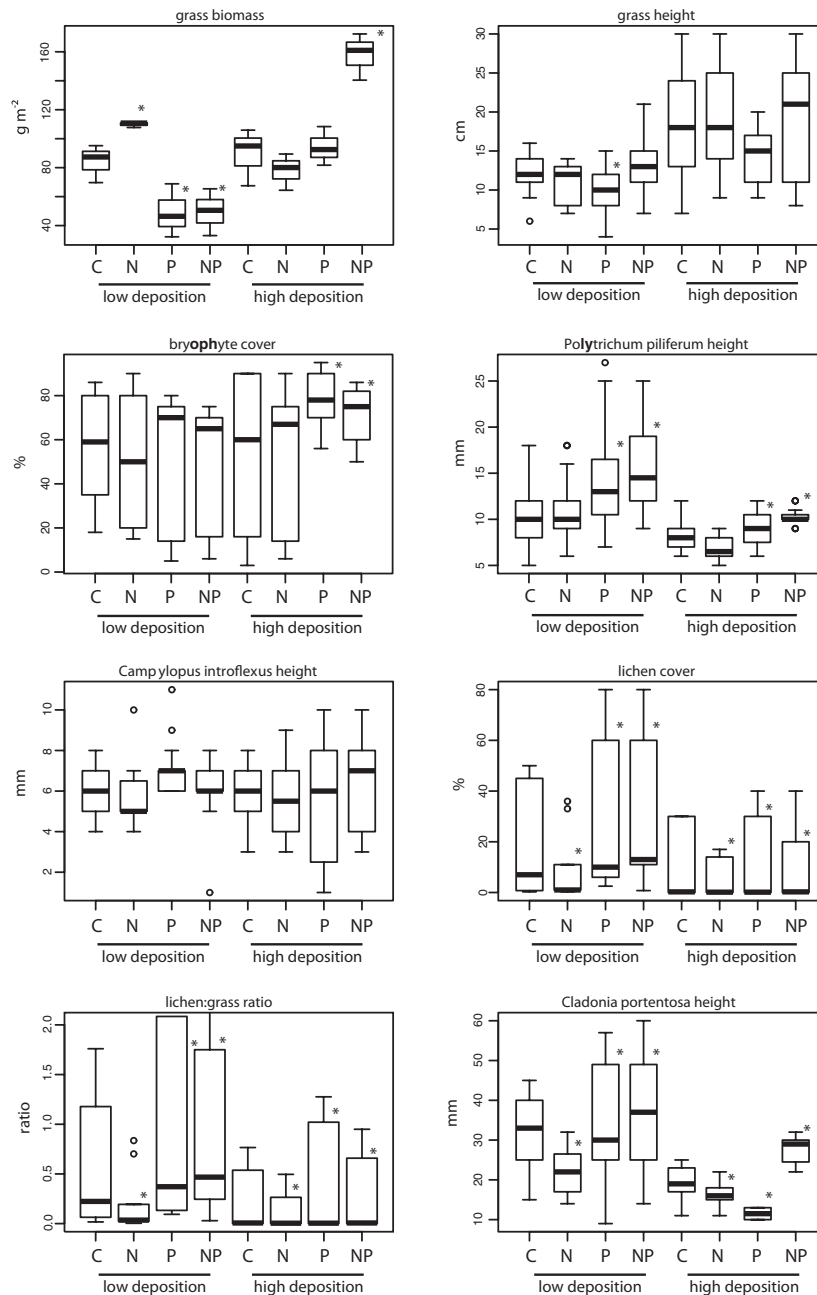 grass biomass
g m⁻²
40 80 120 160
* * * *
C N P NP C N P NP
low deposition high deposition
grass height
cm
5 10 15 20 25 30
*
C N P NP C N P NP
low deposition high deposition
bryophyte cover
%
0 20 40 60 80
* *
C N P NP C N P NP
low deposition high deposition
Polytrichum piliferum height
mm
5 10 15 20 25
* * * *
C N P NP C N P NP
low deposition high deposition
Camp ylopus introflexus height
mm
2 4 6 8 10
C N P NP C N P NP
low deposition high deposition
lichen cover
%
0 20 40 60 80
* * * * * *
C N P NP C N P NP
low deposition high deposition
lichen:grass ratio
ratio
0.0 0.5 1.0 1.5 2.0
* * * * * *
C N P NP C N P NP
low deposition high deposition
Cladonia portentosa height
mm
10 20 30 40 50 60
* * * * * *
C N P NP C N P NP
low deposition high deposition